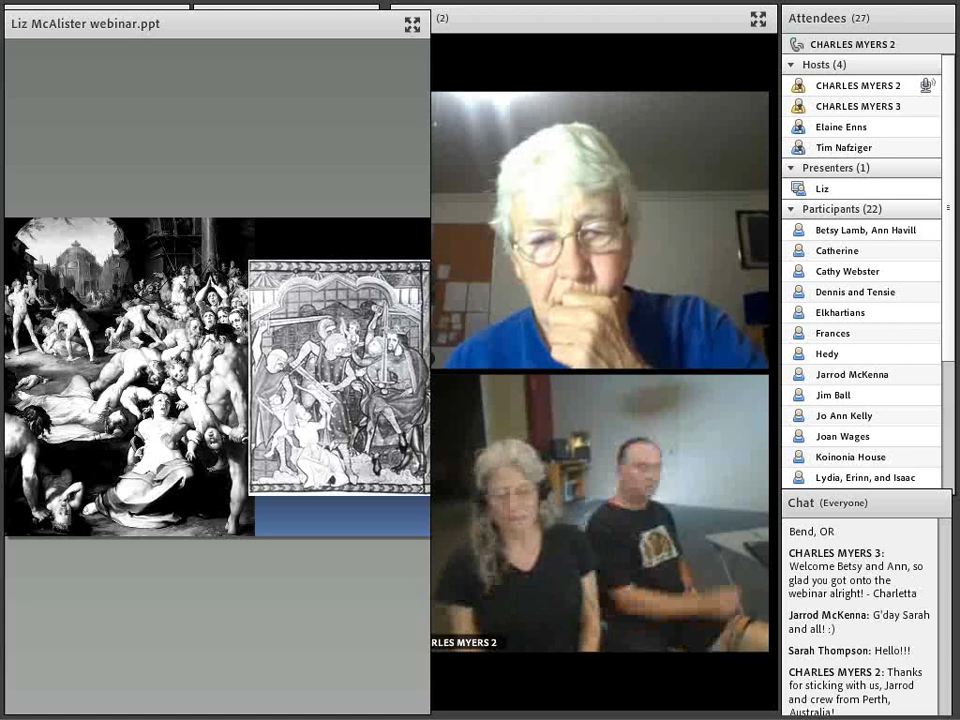 Liz McAlister webinar.ppt
(2)
RLES MYERS 2
Attendees (27)
CHARLES MYERS 2
Hosts (4)
CHARLES MYERS 2
CHARLES MYERS 3
Elaine Enns
Tim Nafziger
Presenters (1)
Liz
Participants (22)
Betsy Lamb, Ann Havill
Catherine
Cathy Webster
Dennis and Tensie
Elkhartians
Frances
Hedy
Jarrod McKenna
Jim Ball
Jo Ann Kelly
Joan Wages
Koinonia House
Lydia, Erinn, and Isaac
Chat (Everyone)
Bend, OR
CHARLES MYERS 3:
Welcome Betsy and Ann, so
glad you got onto the
webinar alright! - Charletta
Jarrod McKenna: G'day Sarah
and all! :)
Sarah Thompson: Hello!!!
CHARLES MYERS 2: Thanks
for sticking with us, Jarrod
and crew from Perth,
Australia!